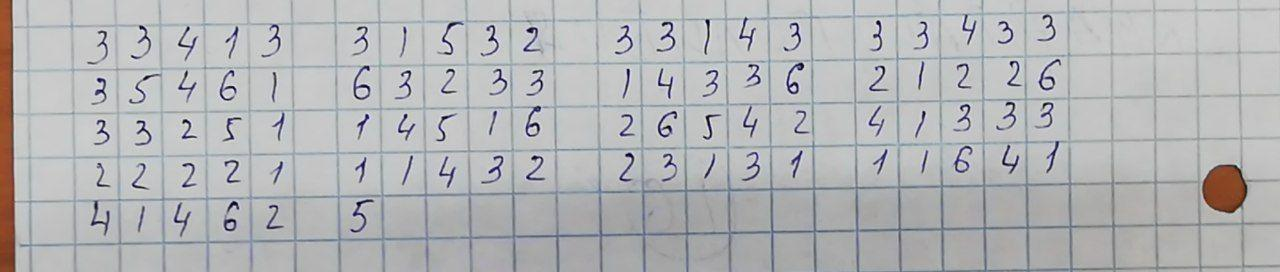 3 3 4 1 3 3 1 5 3 2 3 3 1 4 3 3 3 4 3 3
3 5 4 6 1 6 3 2 3 3 1 4 3 3 6 2 1 2 2 6
3 3 2 5 1 1 4 5 1 6 2 6 5 4 2 4 1 3 3 3
2 2 2 2 1 1 1 4 3 2 2 3 1 3 1 1 1 6 4 1
4 1 4 6 2 5